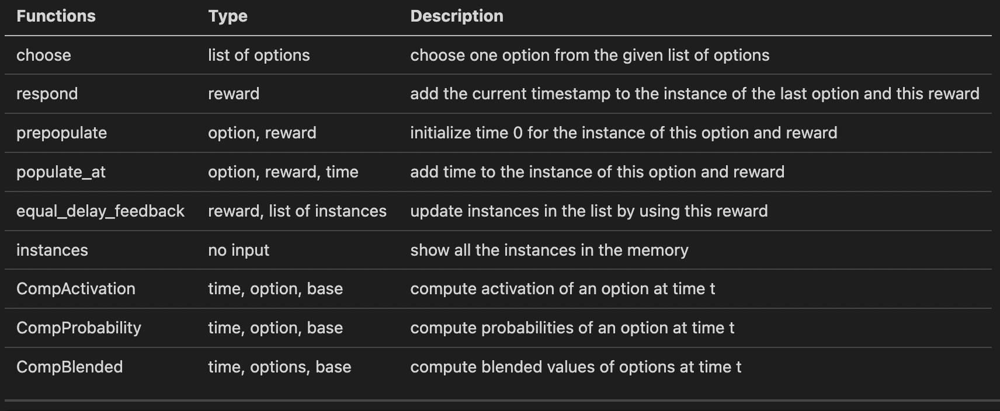 Functions Type Description
choose list of options choose one option from the given list of options
respond reward add the current timestamp to the instance of the last option and this reward
prepopulate option, reward initialize time 0 for the instance of this option and reward
populate_at option, reward, time add time to the instance of this option and reward
equal_delay_feedback reward, list of instances update instances in the list by using this reward
instances no input show all the instances in the memory
CompActivation time, option, base compute activation of an option at time t
CompProbability time, option, base compute probabilities of an option at time t
CompBlended time, options, base compute blended values of options at time t